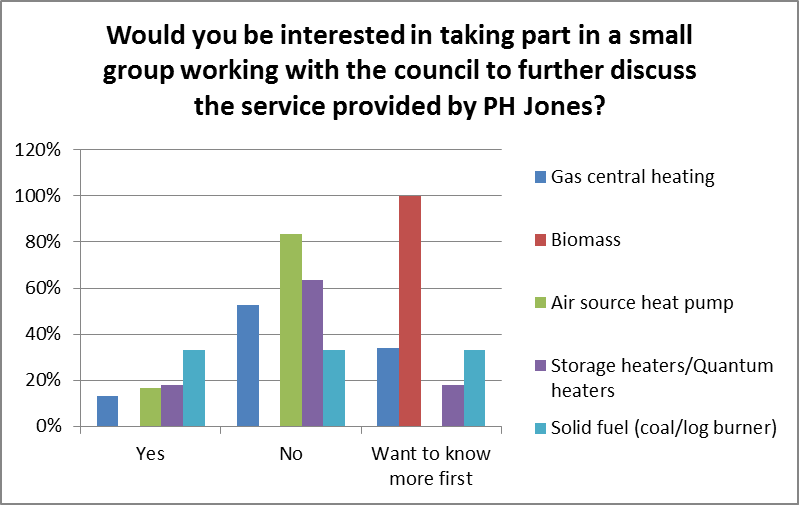 Would you be interested in taking part in a small
group working with the council to further discuss
the service provided by PH Jones?
120%
100%
80%
60%
40%
20%
0%
Yes
No
Want to know
more first
Gas central heating
Biomass
Air source heat pump
Storage heaters/Quantum
heaters
Solid fuel (coal/log burner)